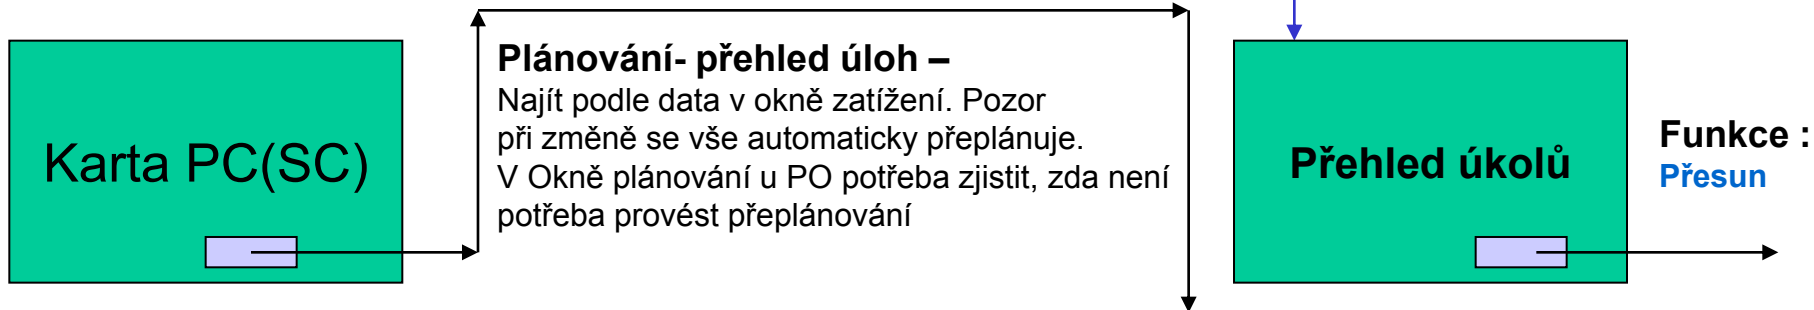 Karta PC(SC)
Plánování- přehled úloh –
Najít podle data v okně zatížení. Pozor
při změně se vše automaticky přeplánuje.
V Okně plánování u PO potřeba zjistit, zda není
potřeba provést přeplánování
Přehled úkolů
Funkce :
Přesun